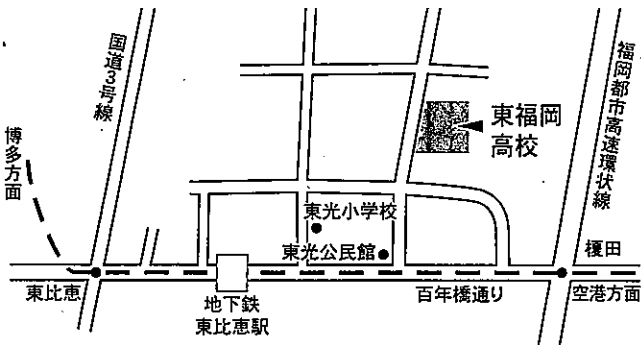 国道3号線
福岡都市高速環状線
博多方面
東福岡
高校
東光小学校
東光公民館
榎田
東比恵
地下鉄
東比恵駅
百年橋通り
空港方面